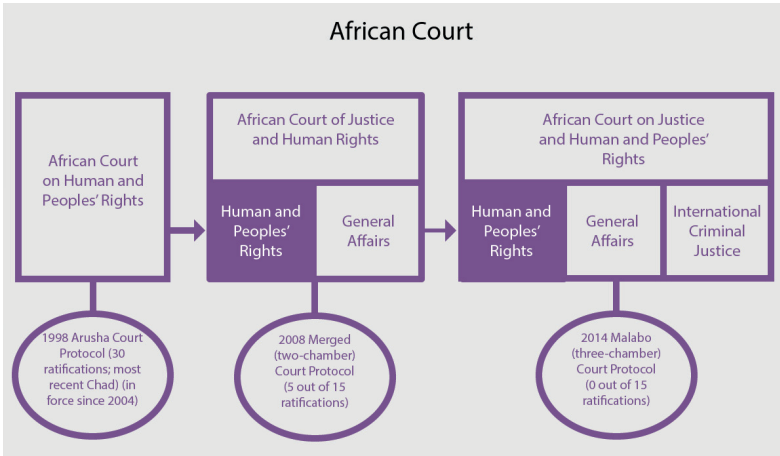 African Court
African Court
on Human and
Peoples' Rights
1998 Arusha Court
Protocol (30
ratifications; most
recent Chad) (in
force since 2004)
African Court of Justice
and Human Rights
Human and
Peoples'
Rights
General
Affairs
2008 Merged
(two-chamber)
Court Protocol
(5 out of 15
ratifications)
African Court on Justice
and Human and Peoples'
Rights
Human and
Peoples'
Rights
General
Affairs
International
Criminal
Justice
2014 Malabo
(three-chamber)
Court Protocol
(0 out of 15
ratifications)